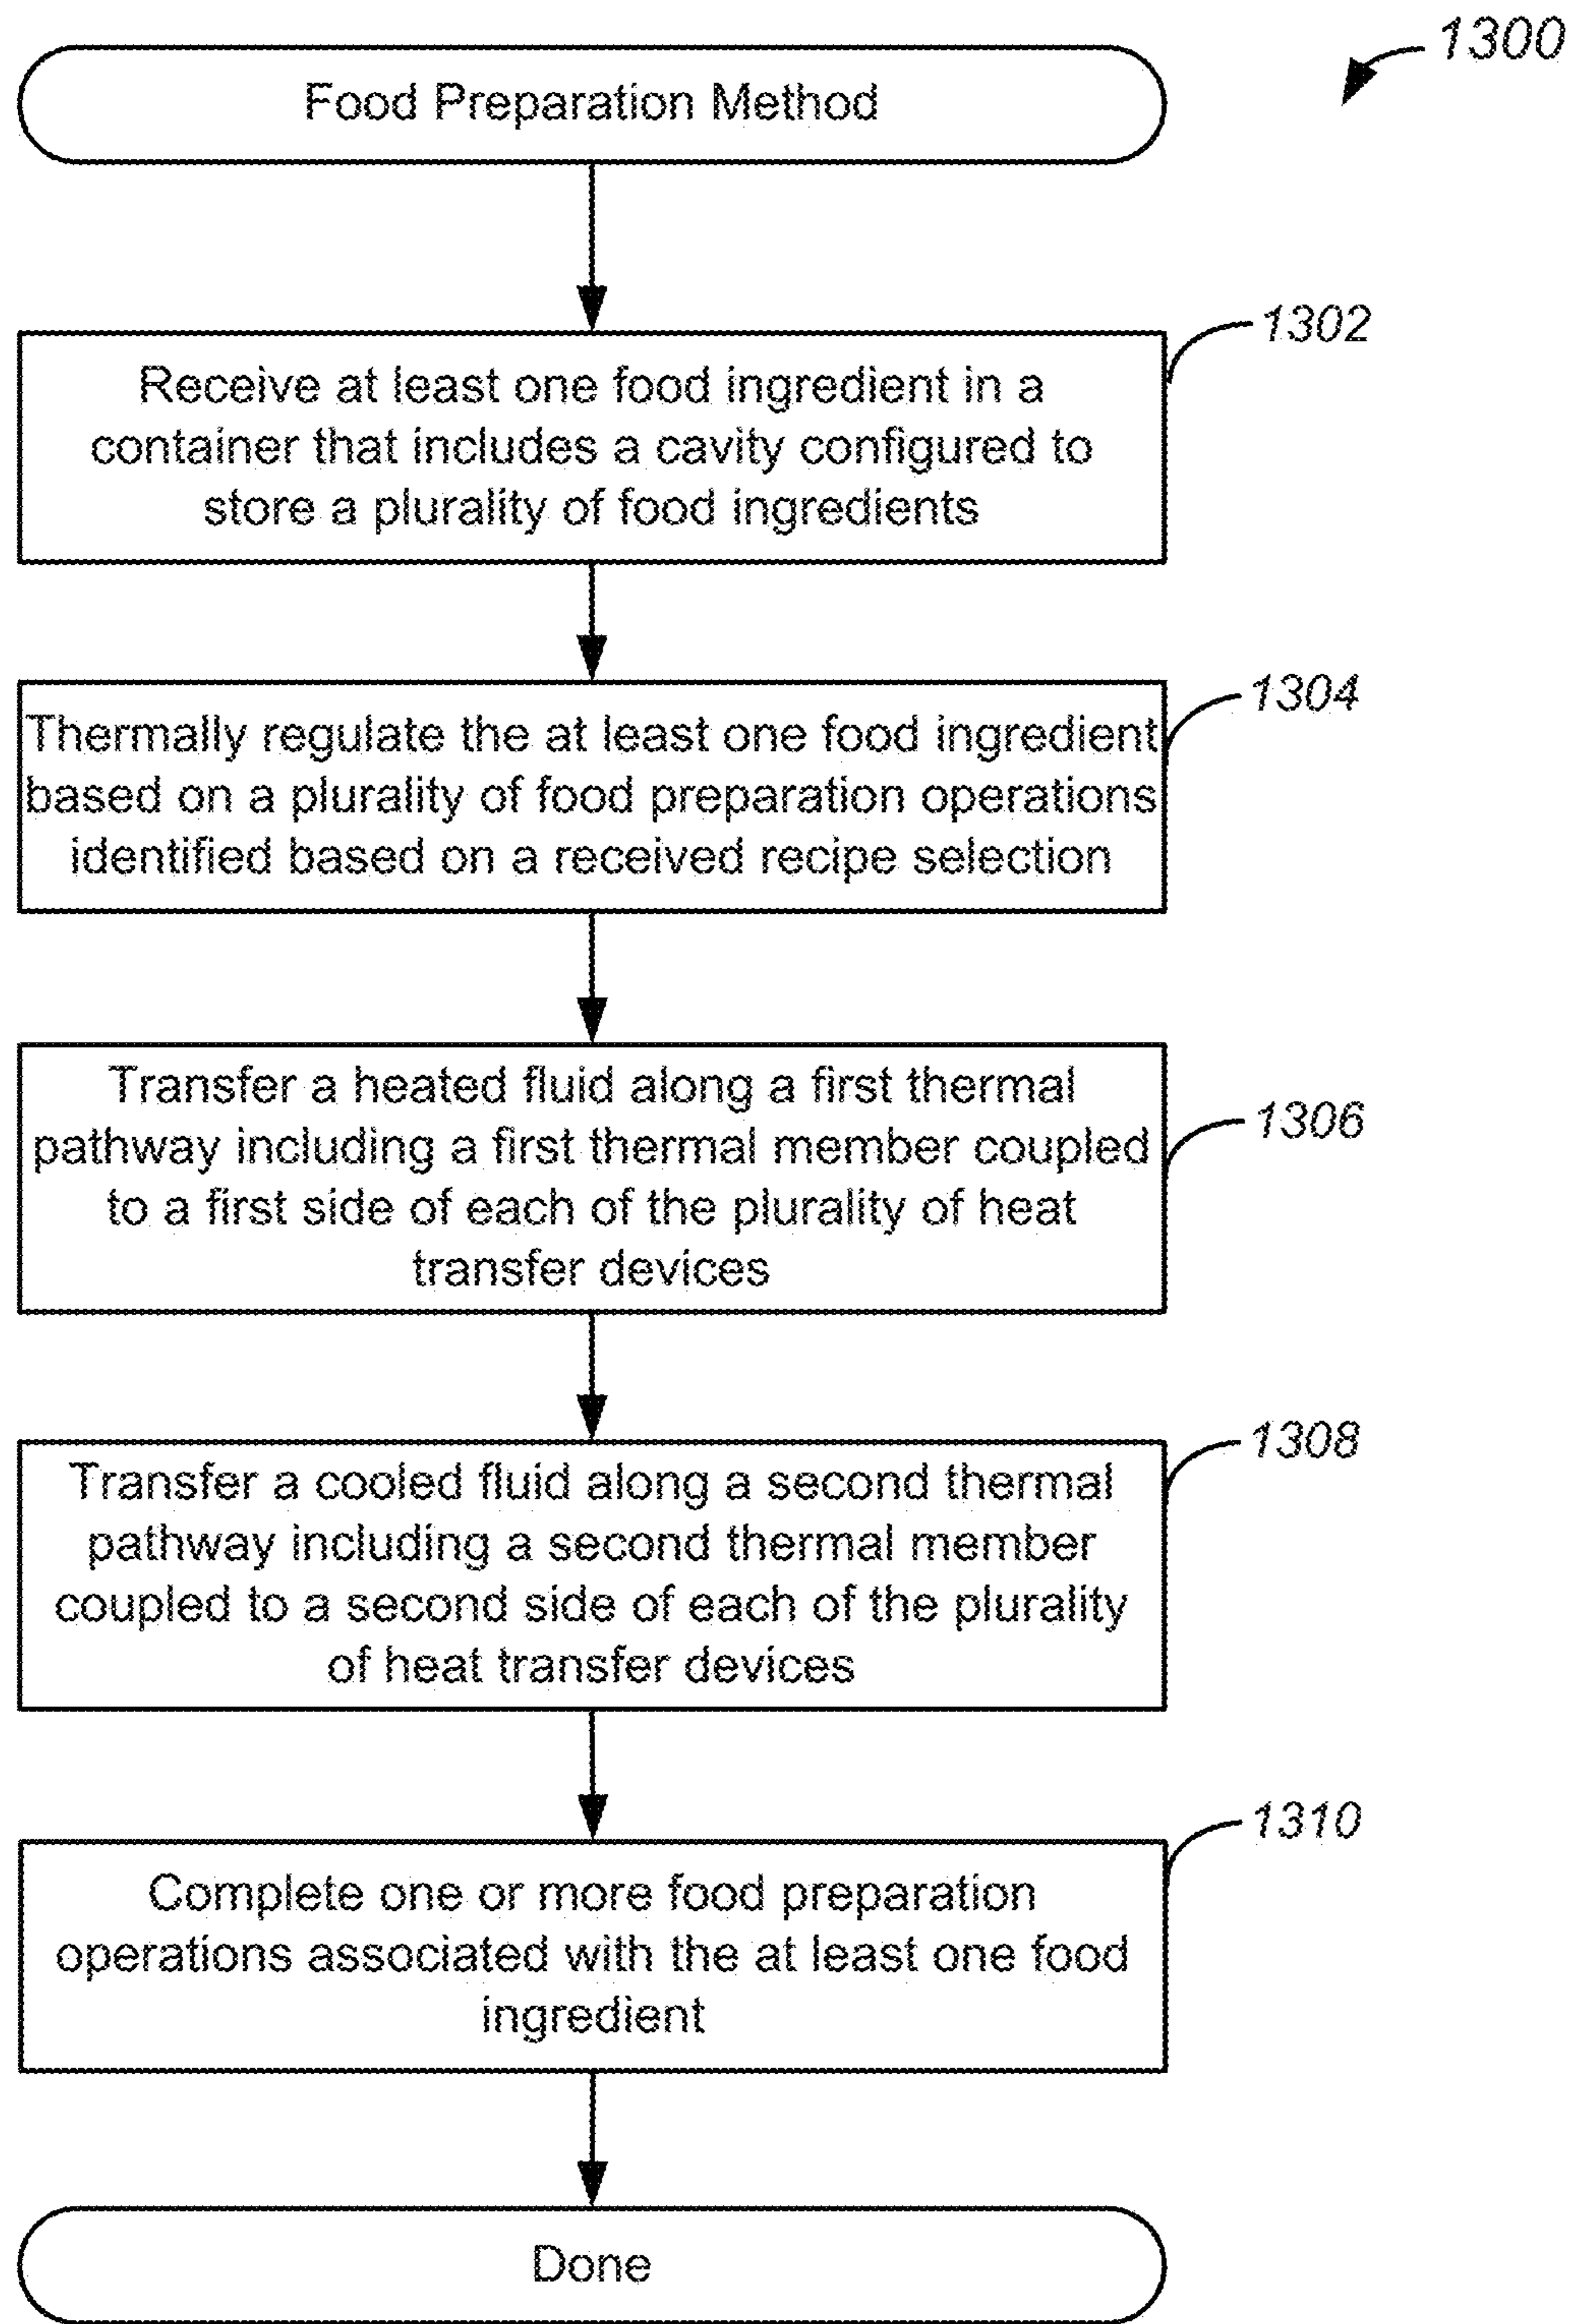 1300
Food Preparation Method
1302
Receive at least one food ingredient in a
container that includes a cavity configured to
store a plurality of food ingredients
1304
Thermally regulate the at least one food ingredient
based on a plurality of food preparation operations
identified based on a received recipe selection
1306
Transfer a heated fluid along a first thermal
pathway including a first thermal member coupled
to a first side of each of the plurality of heat
transfer devices
1308
Transfer a cooled fluid along a second thermal
pathway including a second thermal member
coupled to a second side of each of the plurality
of heat transfer devices
1310
Complete one or more food preparation
operations associated with the at least one food
ingredient
Done